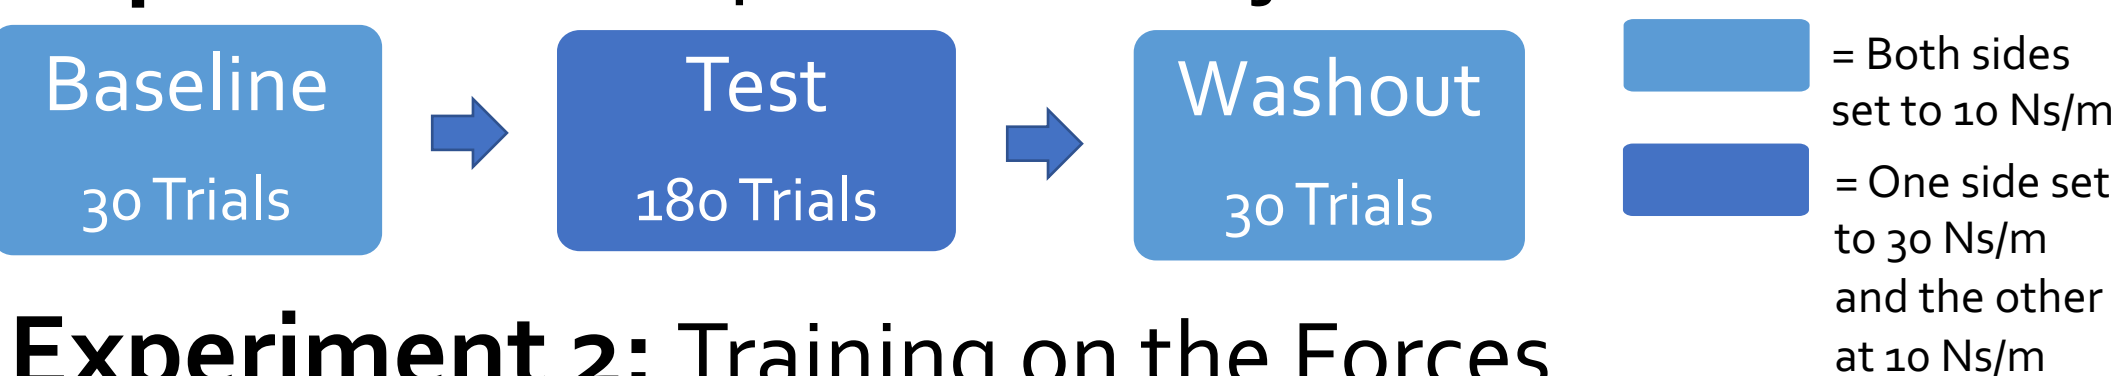 Baseline
30 Trials
Test
180 Trials
Washout
30 Trials
= Both sides
set to 10 Ns/m
= One side set
to 30 Ns/m
and the other
at 10 Ns/m
Experiment 2: Training on the Forces